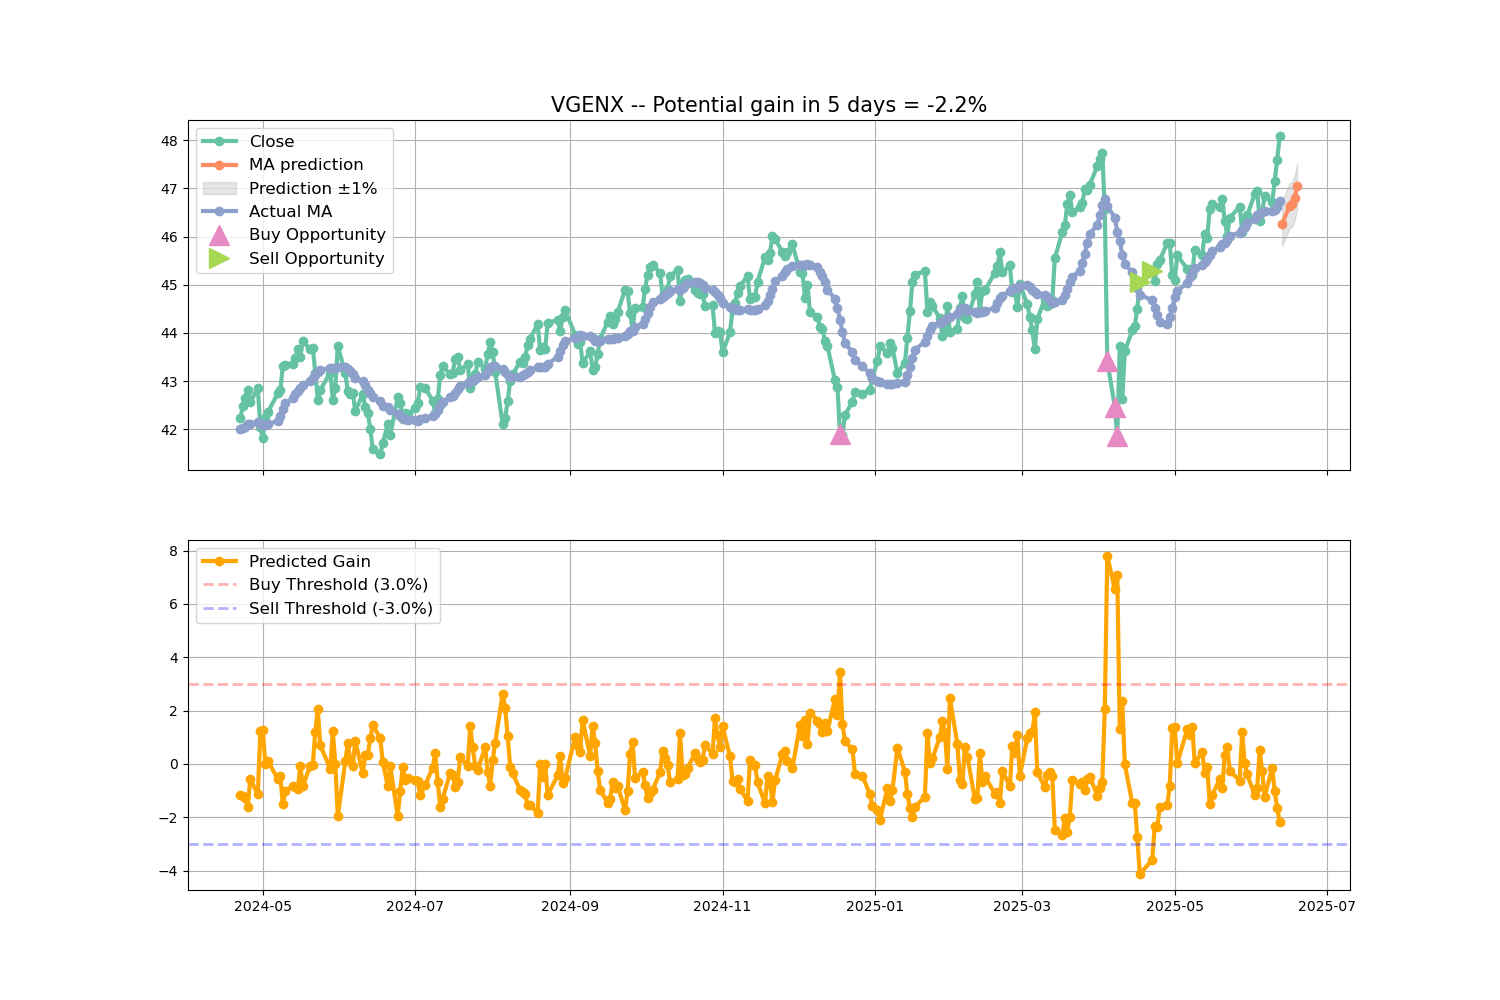 VGENX -- Potential gain in 5 days = -2.2%
48
47
46
45
44
43
42
Close
MA prediction
Prediction ±1%
Actual MA
Buy Opportunity
Sell Opportunity
8
6
4
2
0
−2
−4
Predicted Gain
Buy Threshold (3.0%)
Sell Threshold (-3.0%)
2024-05
2024-07
2024-09
2024-11
2025-01
2025-03
2025-05
2025-07